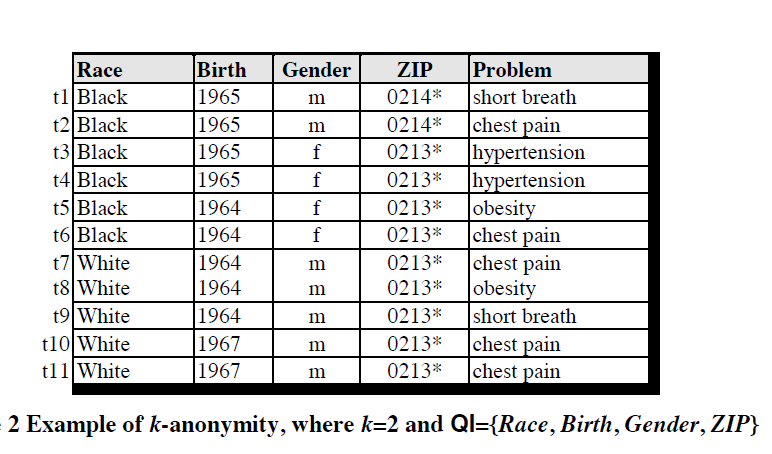 Race Birth Gender ZIP Problem
t1 Black 1965 m 0214* short breath
t2 Black 1965 m 0214* chest pain
t3 Black 1965 f 0213* hypertension
t4 Black 1965 f 0213* hypertension
t5 Black 1964 f 0213* obesity
t6 Black 1964 f 0213* chest pain
t7 White 1964 m 0213* chest pain
t8 White 1964 m 0213* obesity
t9 White 1964 m 0213* short breath
t10 White 1967 m 0213* chest pain
t11 White 1967 m 0213* chest pain
2 Example of k-anonymity, where k=2 and QI={Race, Birth, Gender, ZIP}